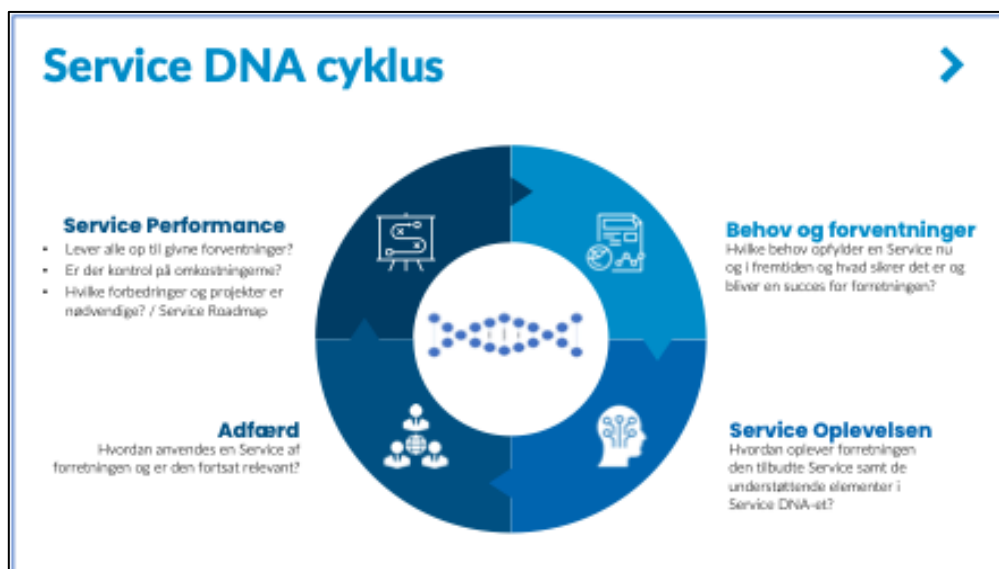 Service DNA cyklus
Service Performance
• Lever alle op til givne forventninger?
• Er der kontrol på omkostningerne?
• Hvilke forbedringer og projekter er
nødvendige? / Service Roadmap
Behov og forventninger
Hvilke behov opfylder en Service nu
og i fremtiden og hvad sikrer det er og
bliver en succes for forretningen?
Adfærd
Hvordan anvendes en Service af
forretningen og er den fortsat relevant?
Service Oplevelsen
Hvordan oplever forretningen
den tilbudte Service samt de
understøttende elementer i
Service DNA-et?